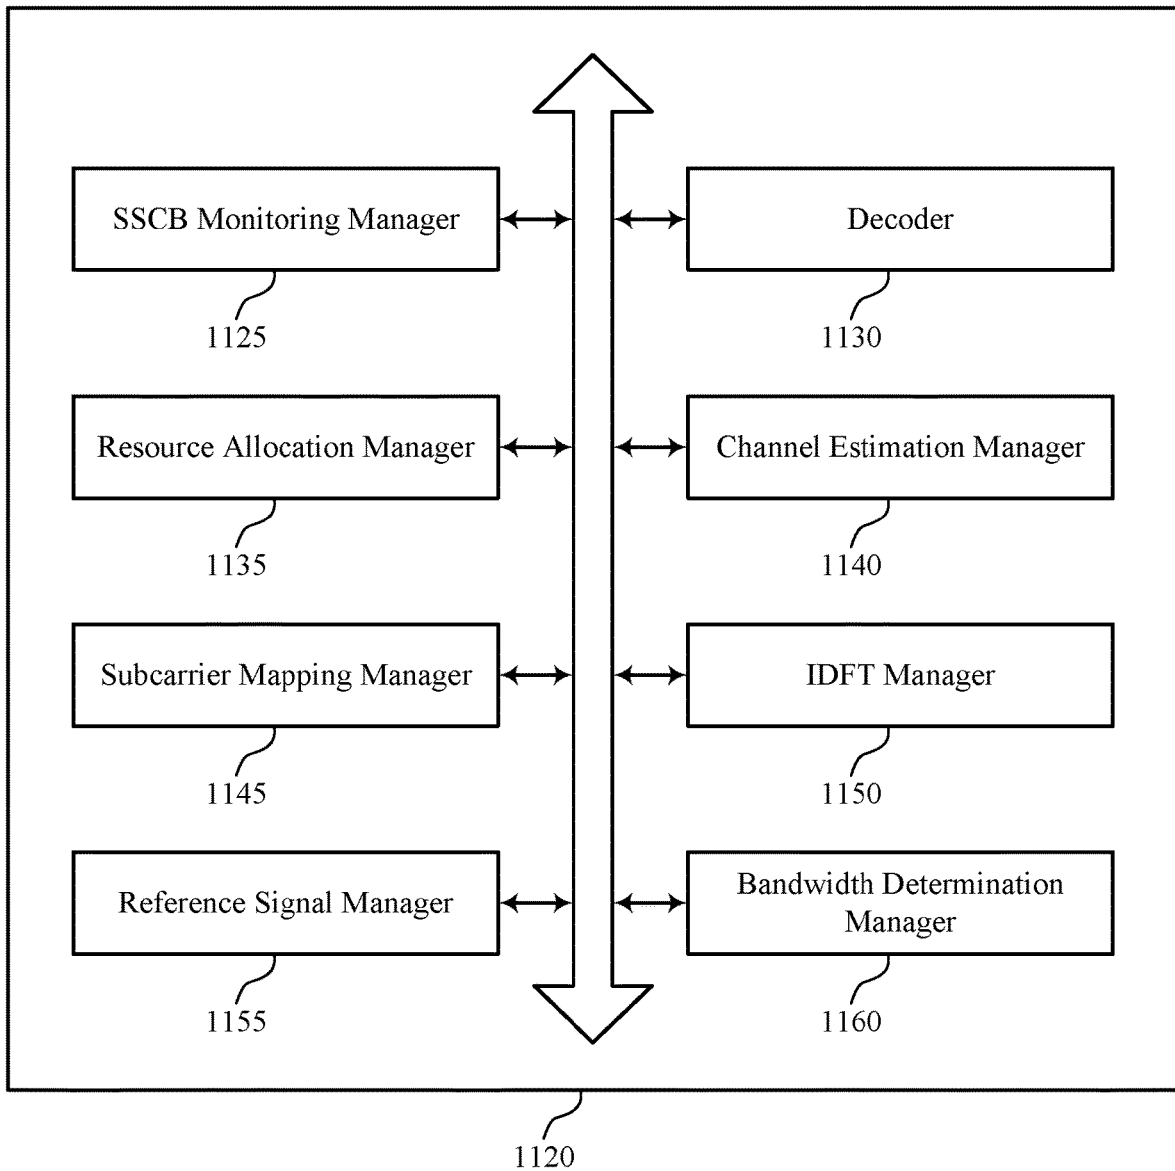 SSCB Monitoring Manager
Decoder
1125
1130
Resource Allocation Manager
Channel Estimation Manager
1135
1140
Subcarrier Mapping Manager
IDFT Manager
1145
1150
Reference Signal Manager
Bandwidth Determination
Manager
1155
1160
1120